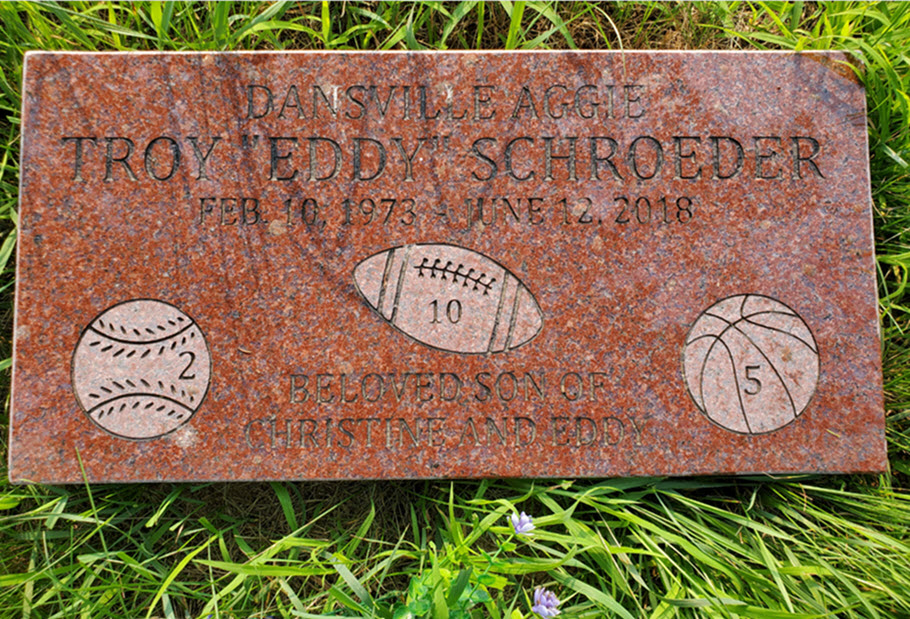 DANSVILLE AGGIE
TROY "EDDY" SCHROEDER
FEB. 10, 1973 - JUNE 12, 2018
10
2
5
BELOVED SON OF
CHRISTINE AND EDDY